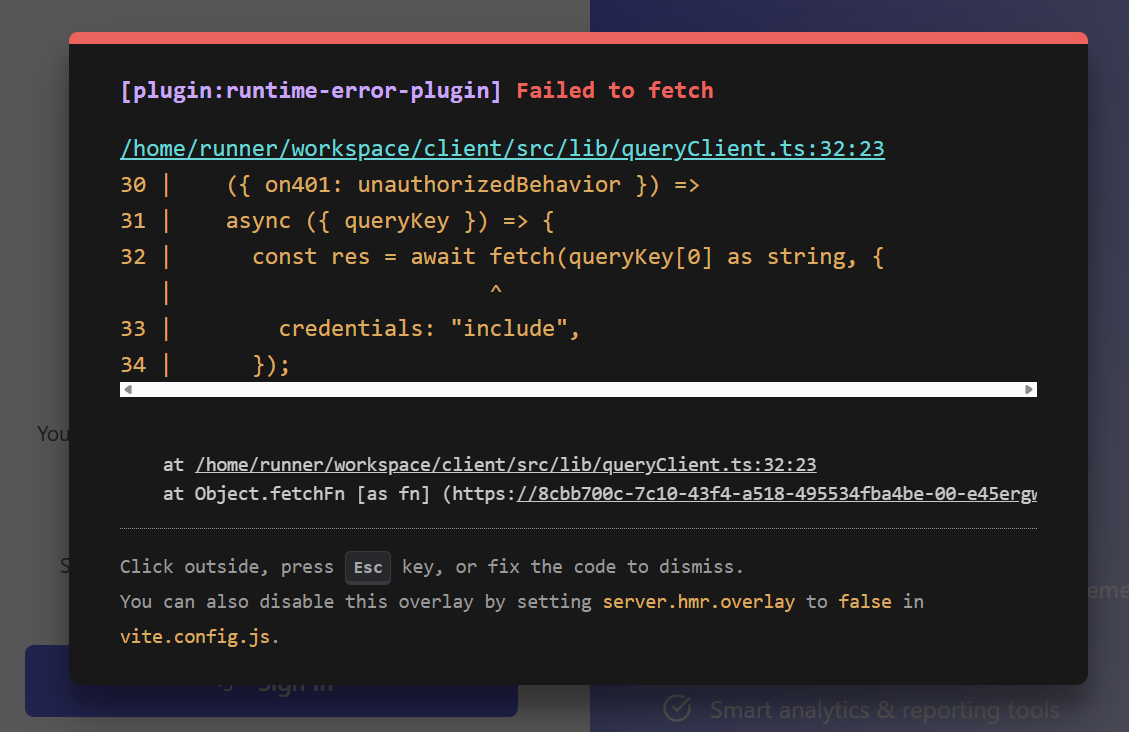 [plugin:runtime-error-plugin] Failed to fetch
/home/runner/workspace/client/src/lib/queryClient.ts:32:23
30 |    ({ on401: unauthorizedBehavior }) =>
31 |    async ({ queryKey }) => {
32 |      const res = await fetch(queryKey[0] as string, {
   |                        ^
33 |        credentials: "include",
34 |      });
at /home/runner/workspace/client/src/lib/queryClient.ts:32:23
at Object.fetchFn [as fn] (https://8cbb700c-7c10-43f4-a518-495534fba4be-00-e45ergw
Click outside, press Esc key, or fix the code to dismiss.
You can also disable this overlay by setting server.hmr.overlay to false in
vite.config.js.
You
S
eme
Sign In
Smart analytics & reporting tools